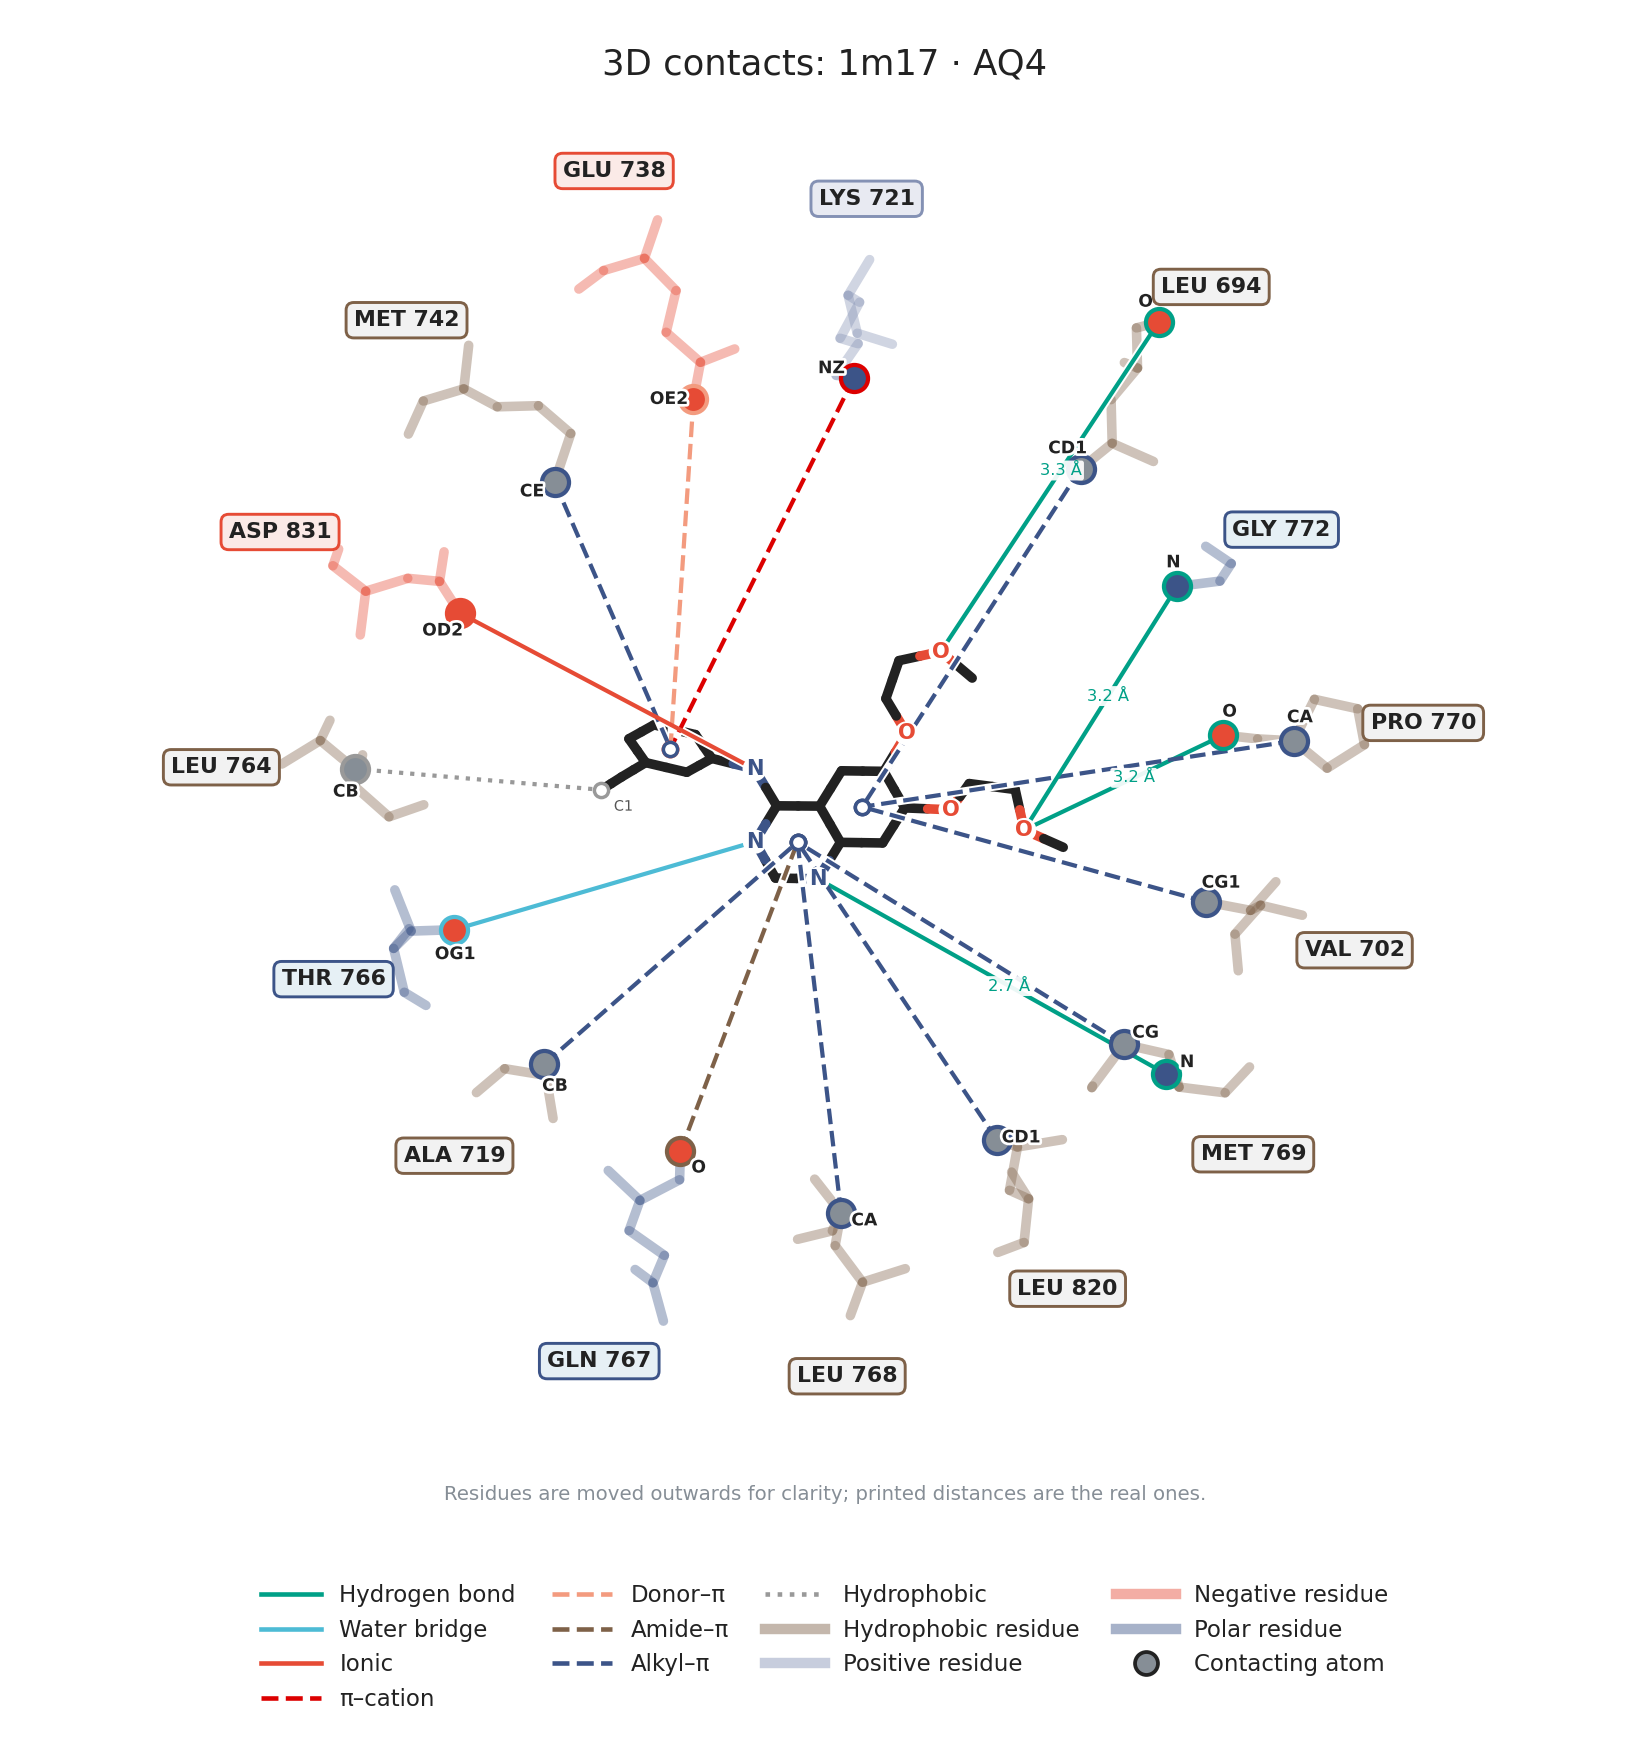 3D contacts: 1m17 · AQ4
GLU 738
LYS 721
LEU 694
O
MET 742
NZ
OE2
CD1
3.3 Å
CE
ASP 831
GLY 772
N
OD2
O
3.2 Å
O
CA
PRO 770
O
LEU 764
N
3.2 Å
CB
C1
O
O
N
N
CG1
THR 766
OG1
VAL 702
2.7 Å
CG
N
CB
ALA 719
CD1
MET 769
O
CA
LEU 820
GLN 767
LEU 768
Residues are moved outwards for clarity; printed distances are the real ones.
Hydrogen bond
Water bridge
Ionic
π–cation
Donor–π
Amide–π
Alkyl–π
Hydrophobic
Hydrophobic residue
Positive residue
Negative residue
Polar residue
Contacting atom